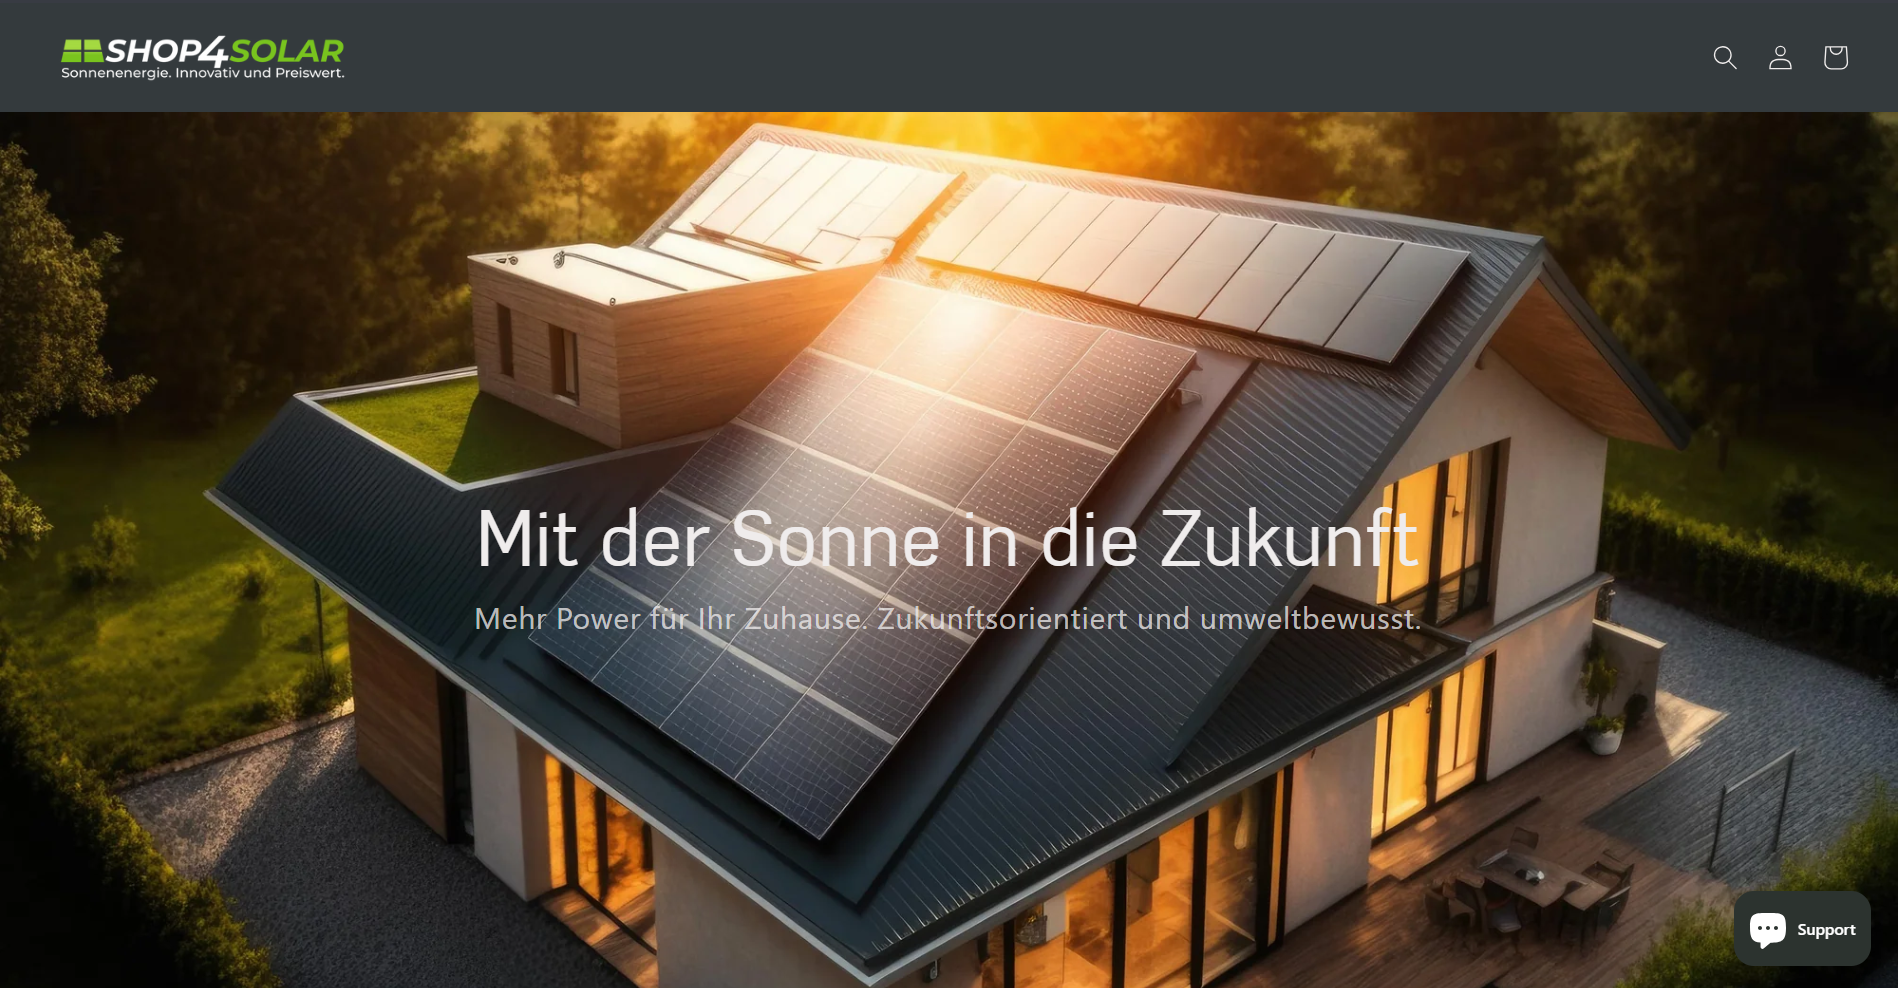 SHOP4SOLAR
Sonnenenergie. Innovativ und Preiswert.
Mit der Sonne in die Zukunft
Mehr Power für Ihr Zuhause. Zukunftsorientiert und umweltbewusst.
Support